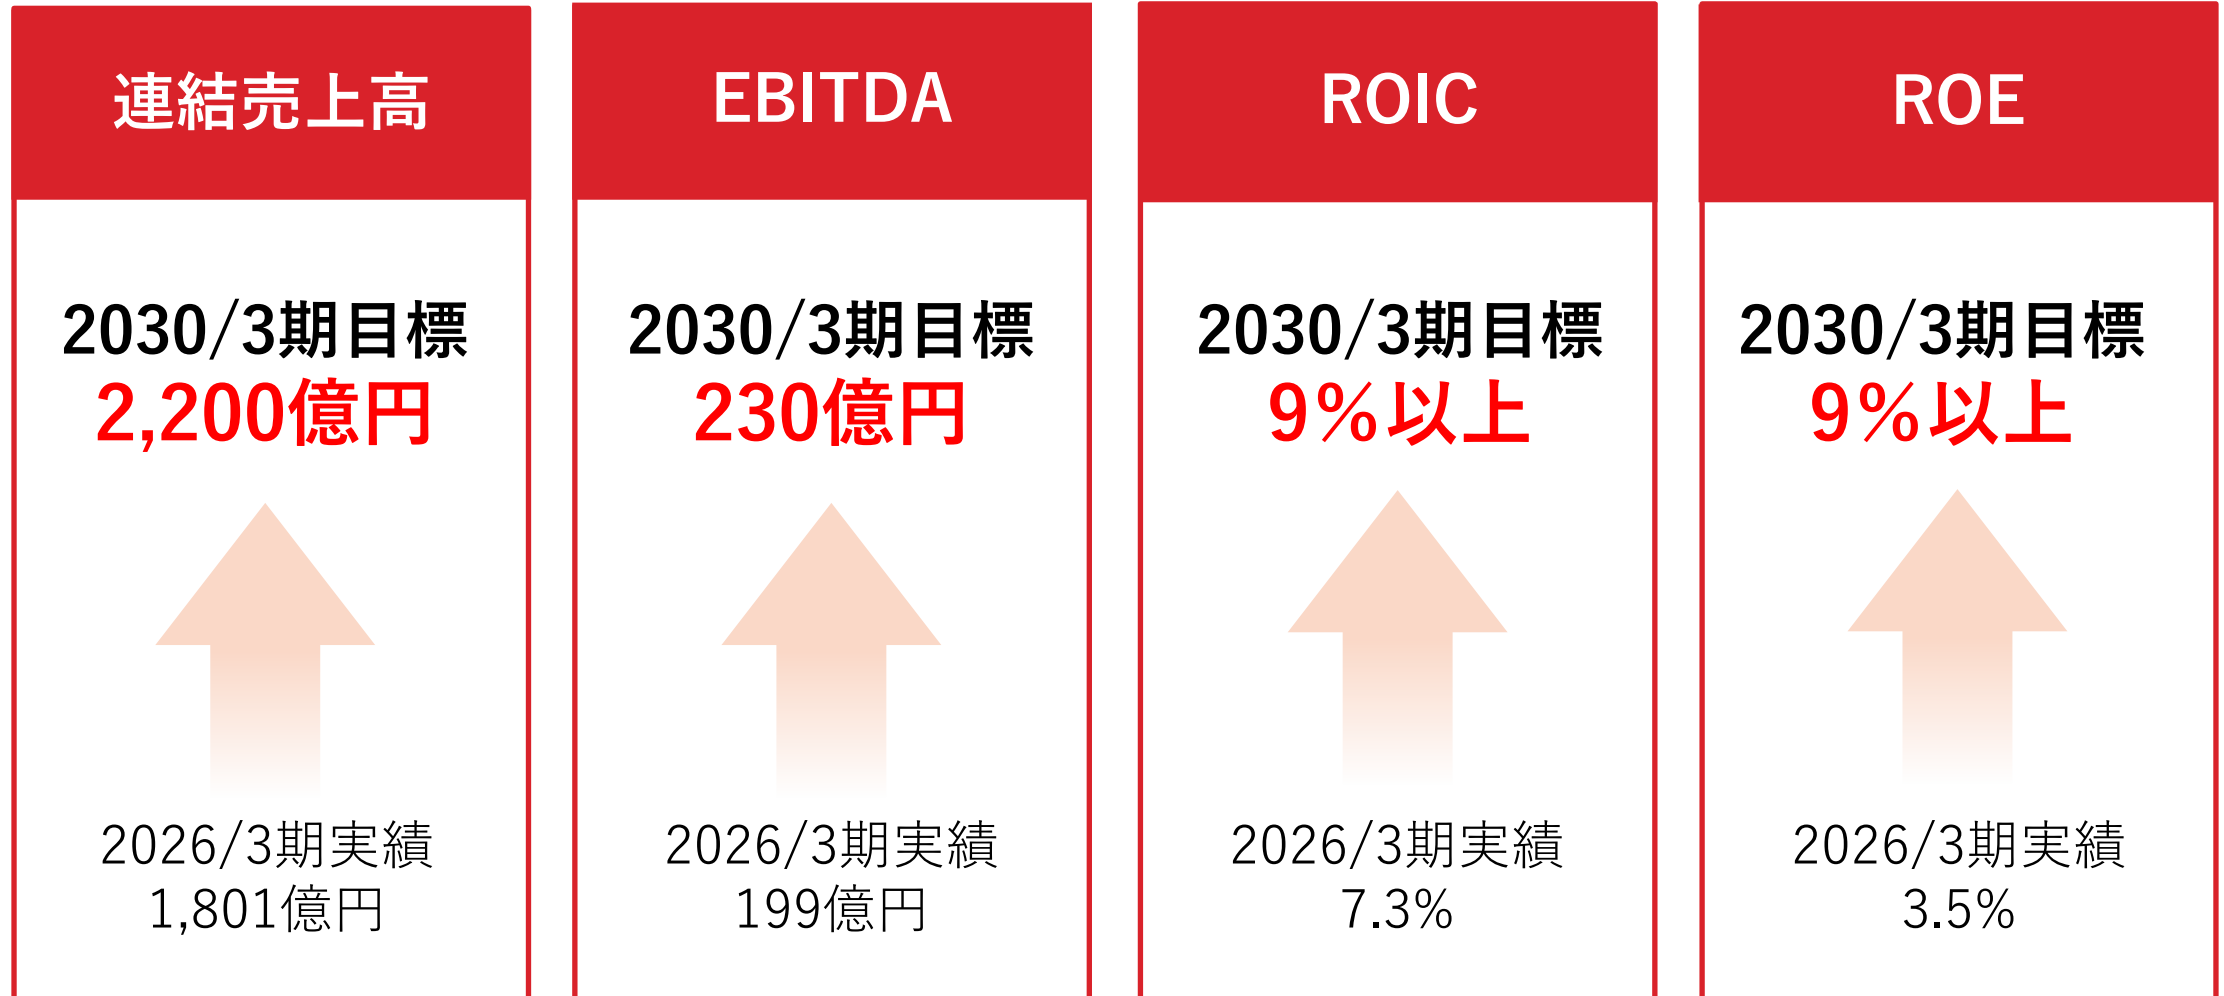 連結売上高
2030/3期目標
2,200億円
2026/3期実績
1,801億円
EBITDA
2030/3期目標
230億円
2026/3期実績
199億円
ROIC
2030/3期目標
9%以上
2026/3期実績
7.3%
ROE
2030/3期目標
9%以上
2026/3期実績
3.5%